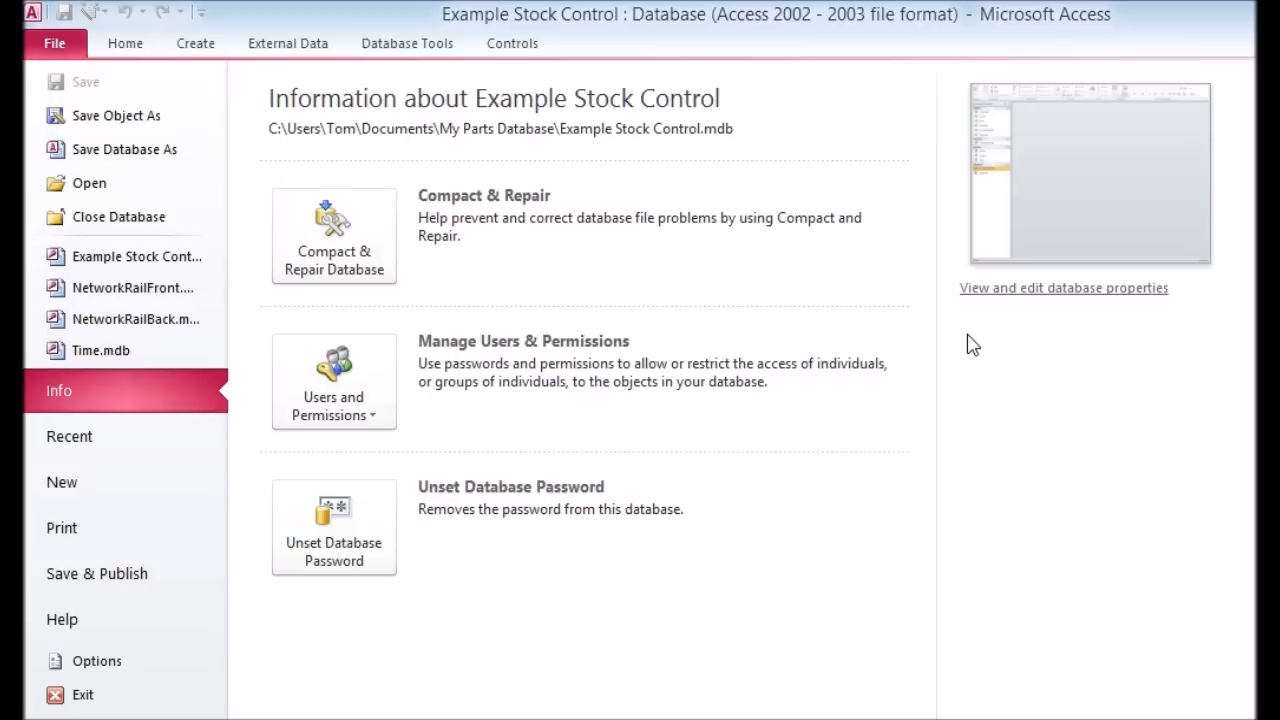 Example Stock Control : Database (Access 2002 - 2003 file format) - Microsoft Access
File Home Create External Data Database Tools Controls
Save
Save Object As
Save Database As
Open
Close Database
Example Stock Cont...
NetworkRailFront....
NetworkRailBack.m...
Time.mdb
Info
Recent
New
Print
Save & Publish
Help
Options
Exit
Information about Example Stock Control
C:\Users\Tom\Documents\My Parts Database\Example Stock Control.mdb
Compact &
Repair Database
Compact & Repair
Help prevent and correct database file problems by using Compact and
Repair.
Users and
Permissions
Manage Users & Permissions
Use passwords and permissions to allow or restrict the access of individuals,
or groups of individuals, to the objects in your database.
Unset Database
Password
Unset Database Password
Removes the password from this database.
View and edit database properties